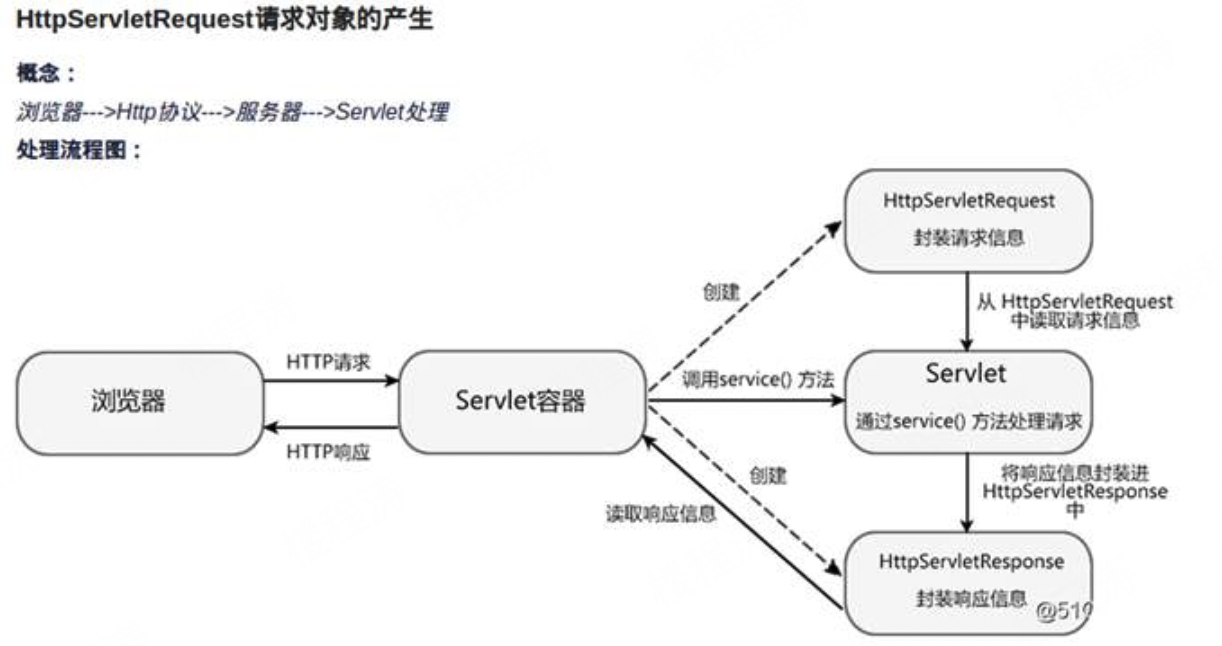 HttpServletRequest请求对象的产生
概念：
浏览器--->Http协议--->服务器--->Servlet处理
处理流程图：
HttpServletRequest
封装请求信息
创建
从 HttpServletRequest
中读取请求信息
HTTP请求
浏览器
Servlet容器
调用service() 方法
Servlet
通过service() 方法处理请求
HTTP响应
创建
将响应信息封装进
HttpServletResponse
中
读取响应信息
HttpServletResponse
封装响应信息
@519